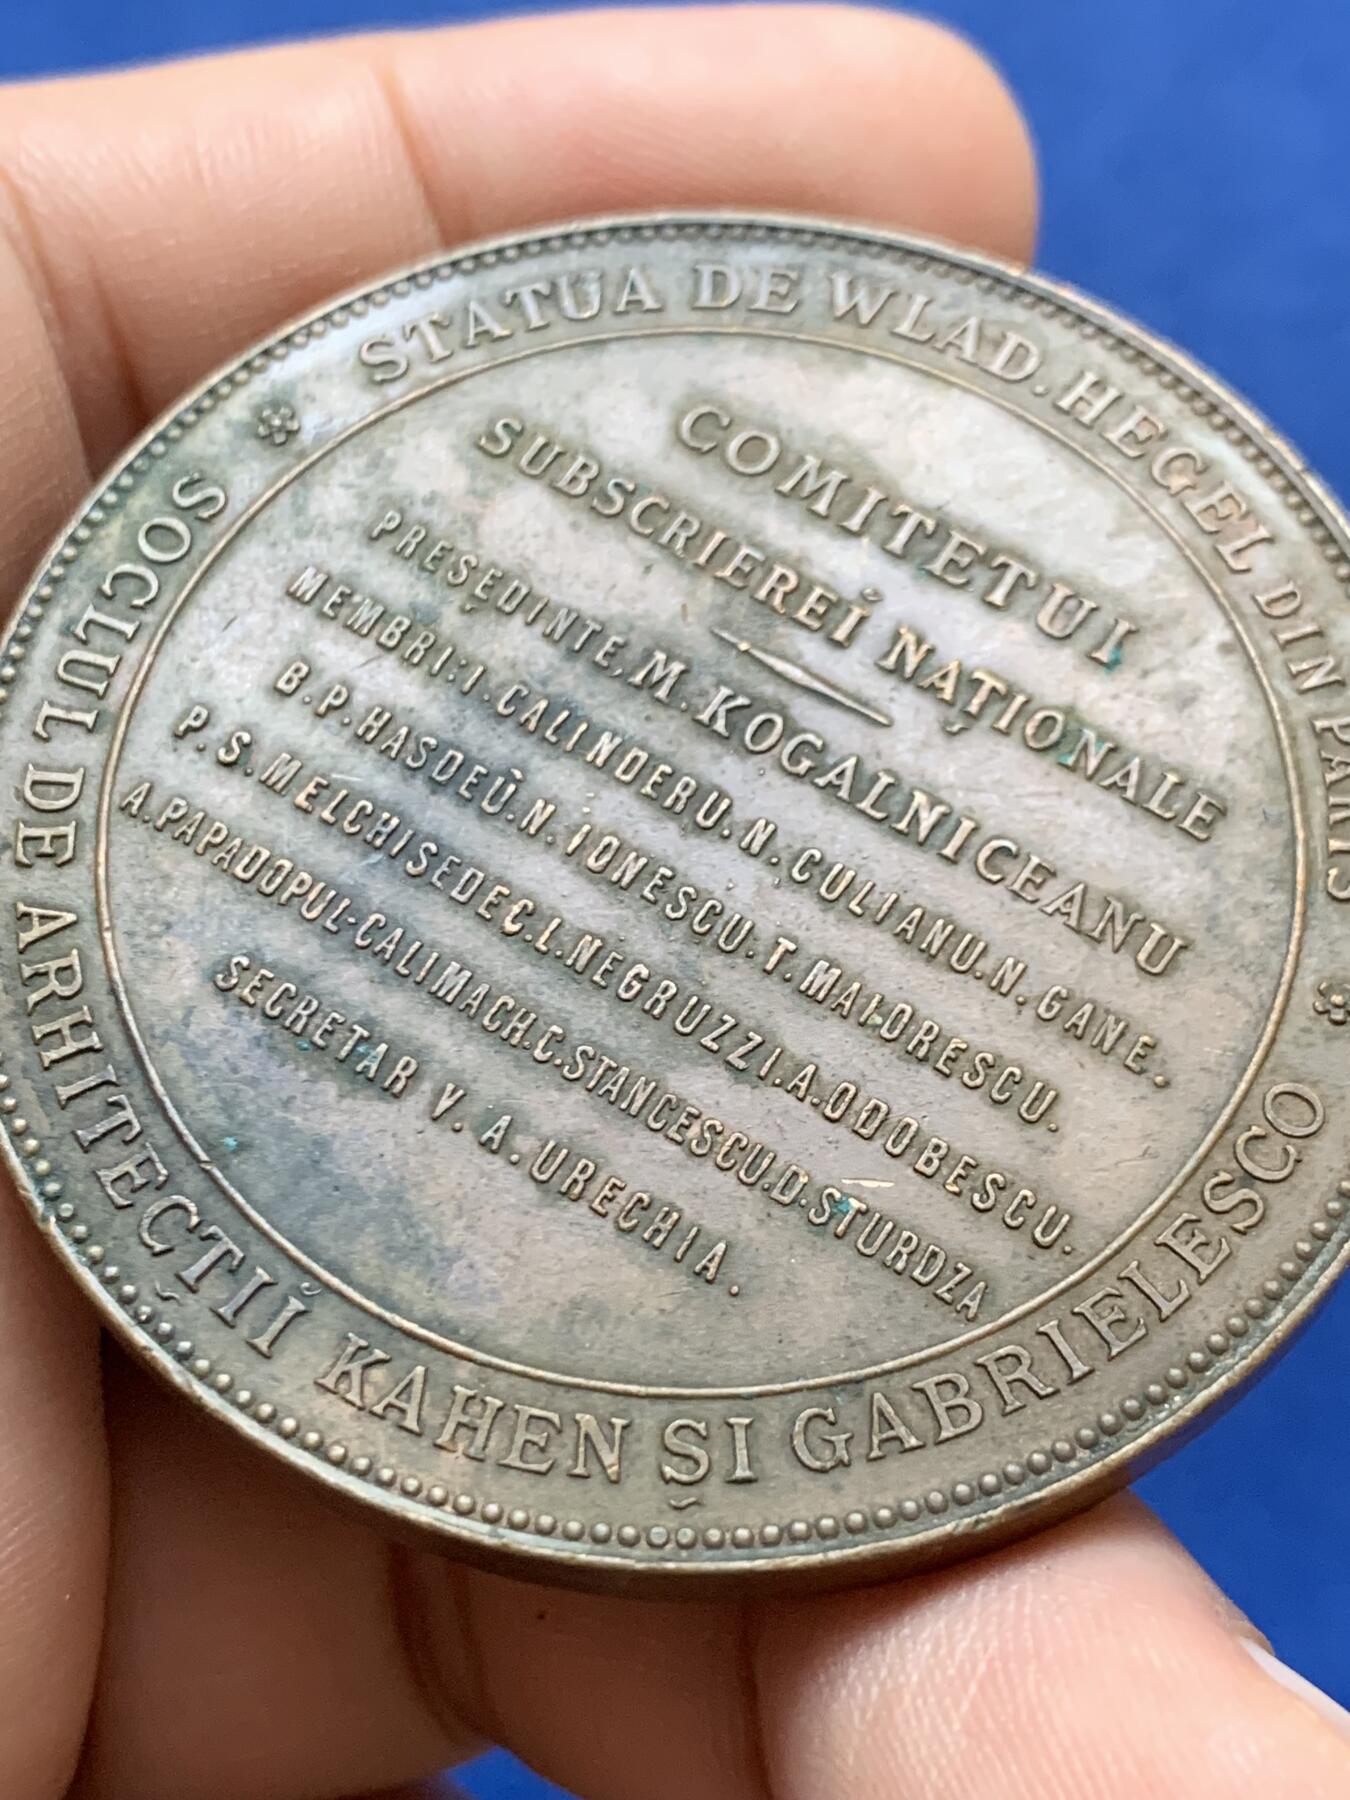 STATUA DE WLAD. HEGEL DIN PARIS
SOCLUL DE ARHITECȚIĬ KAHEN ȘI GABRIELESCO
COMITETUI
SUBSCRIEREĬ NAȚIONALE
PREȘEDINTE, M. KOGALNICEANU
MEMBRI: I. CALINDERU. N. CULIANU. N. GANE.
B. P. HASDEŬ. N. IONESCU. T. MAIORESCU.
P. S. MELCHISEDEC. L. NEGRUZZI. A. ODOBESCU.
A. PAPADOPUL-CALIMACH. C. STANCESCU. D. STURDZA
SECRETAR V. A. URECHIA.